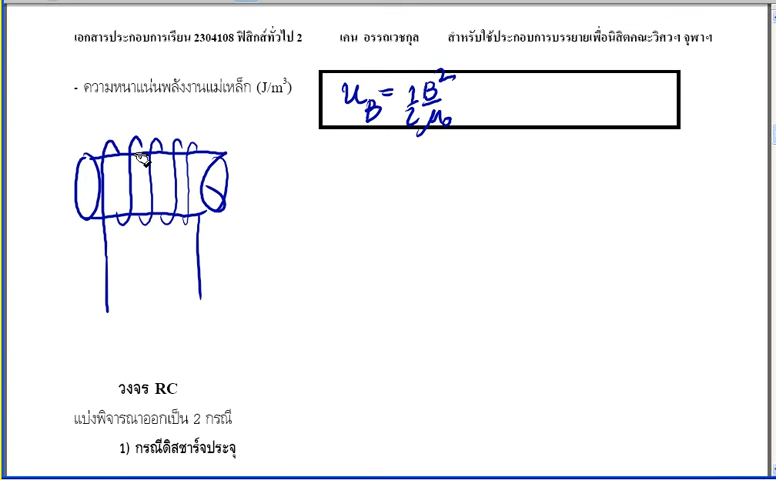 เอกสารประกอบการเรียน 2304108 ฟิสิกส์ทั่วไป 2 เคน อรรถเวชกุล สำหรับใช้ประกอบการบรรยายเพื่อนิสิตคณะวิศวฯ จุฬาฯ
- ความหนาแน่นพลังงานแม่เหล็ก (J/m³)
u_B = 1/2 B²/μ₀
วงจร RC
แบ่งพิจารณาออกเป็น 2 กรณี
1) กรณีดิสชาร์จประจุ